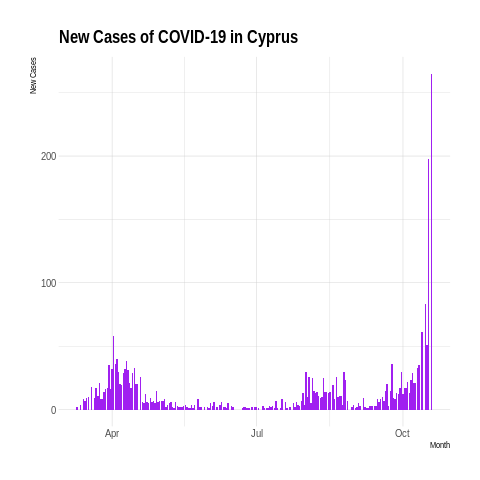 New Cases of COVID-19 in Cyprus
New Cases
200
100
0
Apr
Jul
Oct
Month